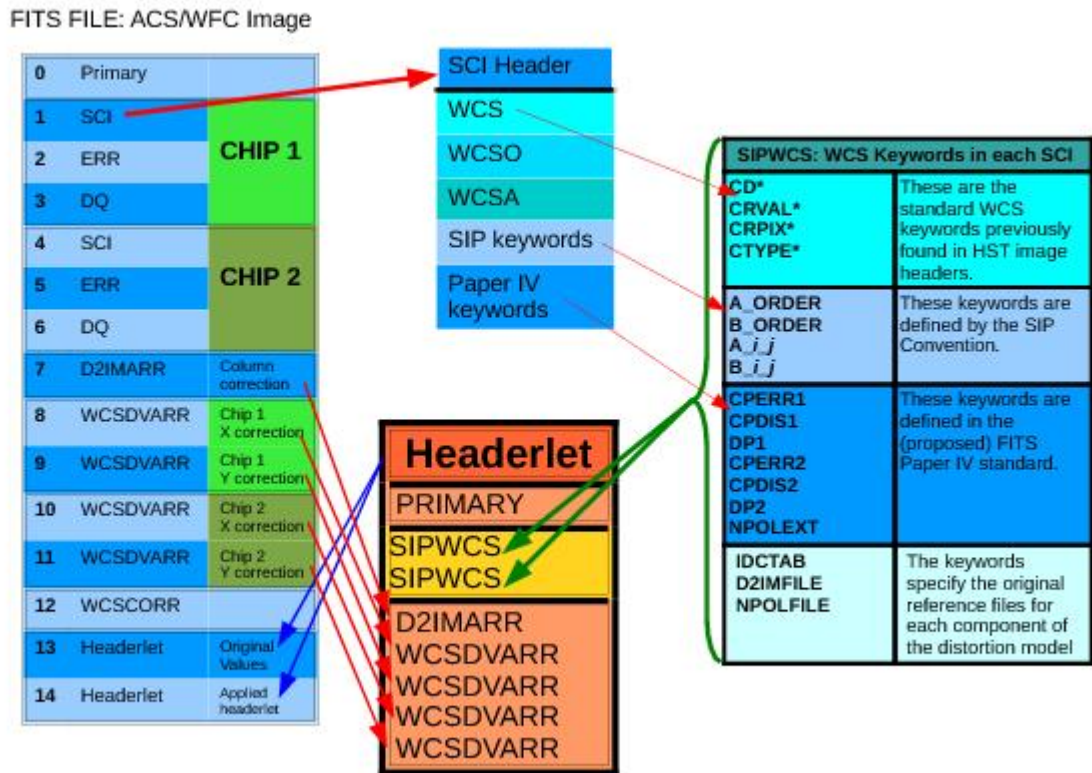 FITS FILE: ACS/WFC Image
0 Primary
1 SCI
2 ERR
3 DQ
CHIP 1
4 SCI
5 ERR
6 DQ
CHIP 2
7 D2IMARR Column
correction
8 WCSDVARR Chip 1
X correction
9 WCSDVARR Chip 1
Y correction
10 WCSDVARR Chip 2
X correction
11 WCSDVARR Chip 2
Y correction
12 WCSCORR
13 Headerlet Original
Values
14 Headerlet Applied
headerlet
SCI Header
WCS
WCSO
WCSA
SIP keywords
Paper IV
keywords
Headerlet
PRIMARY
SIPWCS
SIPWCS
D2IMARR
WCSDVARR
WCSDVARR
WCSDVARR
WCSDVARR
SIPWCS: WCS Keywords in each SCI
CD*
CRVAL*
CRPIX*
CTYPE*
These are the
standard WCS
keywords previously
found in HST image
headers.
A_ORDER
B_ORDER
A_i_j
B_i_j
These keywords are
defined by the SIP
Convention.
CPERR1
CPDIS1
DP1
CPERR2
CPDIS2
DP2
NPOLEXT
These keywords are
defined in the
(proposed) FITS
Paper IV standard.
IDCTAB
D2IMFILE
NPOLFILE
The keywords
specify the original
reference files for
each component of
the distortion model